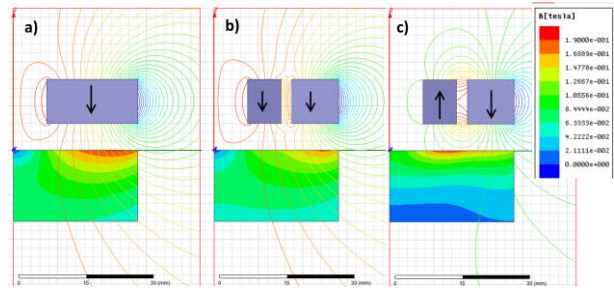 a)
b)
c)
B[tesla]
1.9000e-001
1.6889e-001
1.4778e-001
1.2667e-001
1.0556e-001
8.4444e-002
6.3333e-002
4.2222e-002
2.1111e-002
0.0000e+000
0 15 30 (mm)
0 15 30 (mm)
0 15 30 (mm)